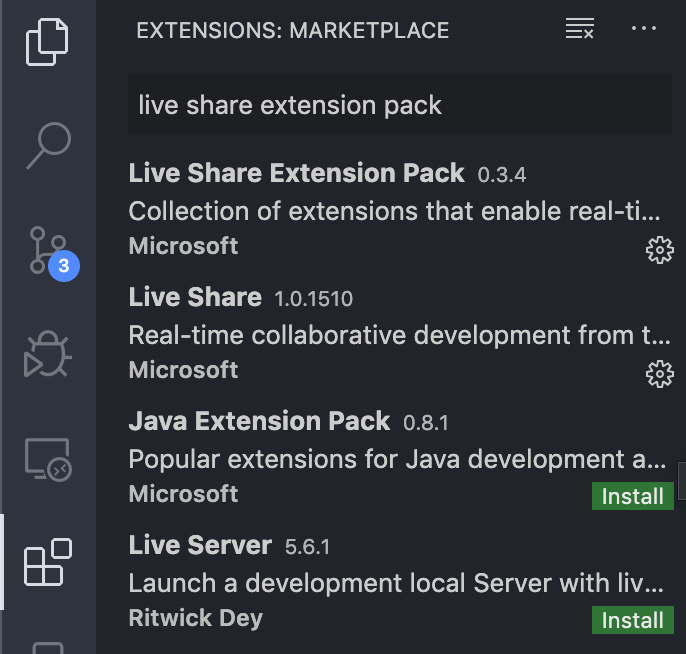 EXTENSIONS: MARKETPLACE
live share extension pack
Live Share Extension Pack 0.3.4
Collection of extensions that enable real-ti...
Microsoft
Live Share 1.0.1510
Real-time collaborative development from t...
Microsoft
3
Java Extension Pack 0.8.1
Popular extensions for Java development a...
Microsoft
Install
Live Server 5.6.1
Launch a development local Server with liv...
Ritwick Dey
Install